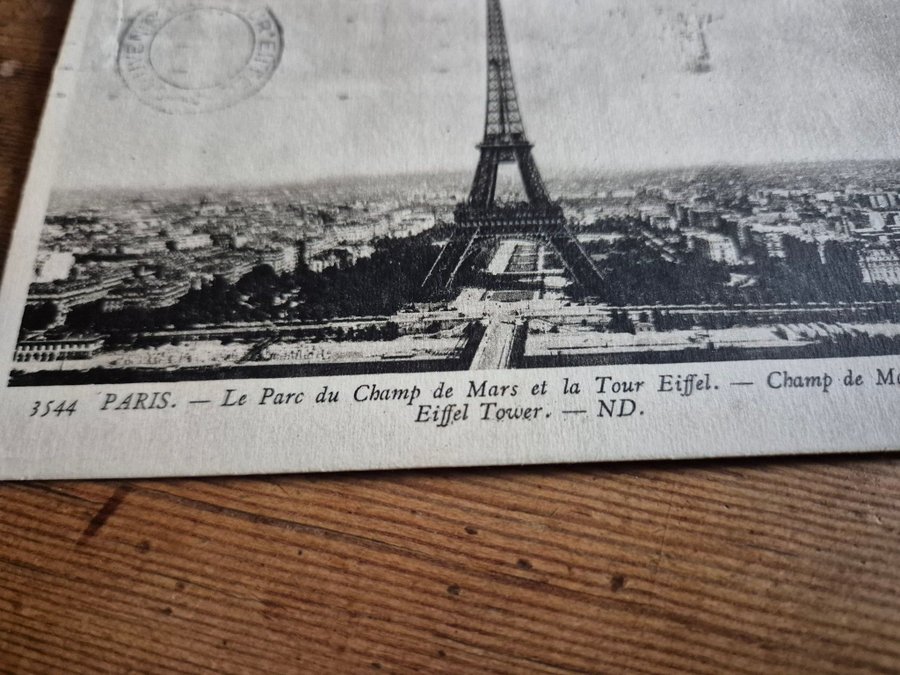 3544 PARIS. — Le Parc du Champ de Mars et la Tour Eiffel. — Champ de
Eiffel Tower. — ND.